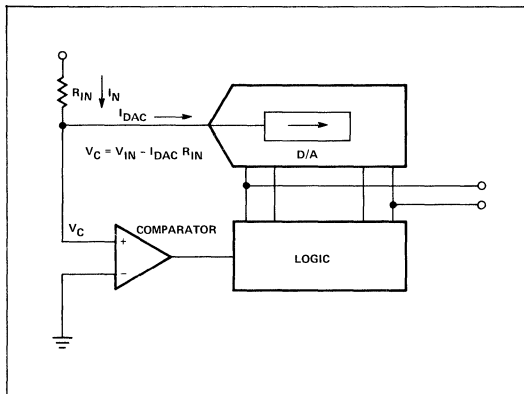 R_IN I_N
I_DAC
V_C = V_IN – I_DAC R_IN
D/A
V_C
COMPARATOR
+
−
LOGIC